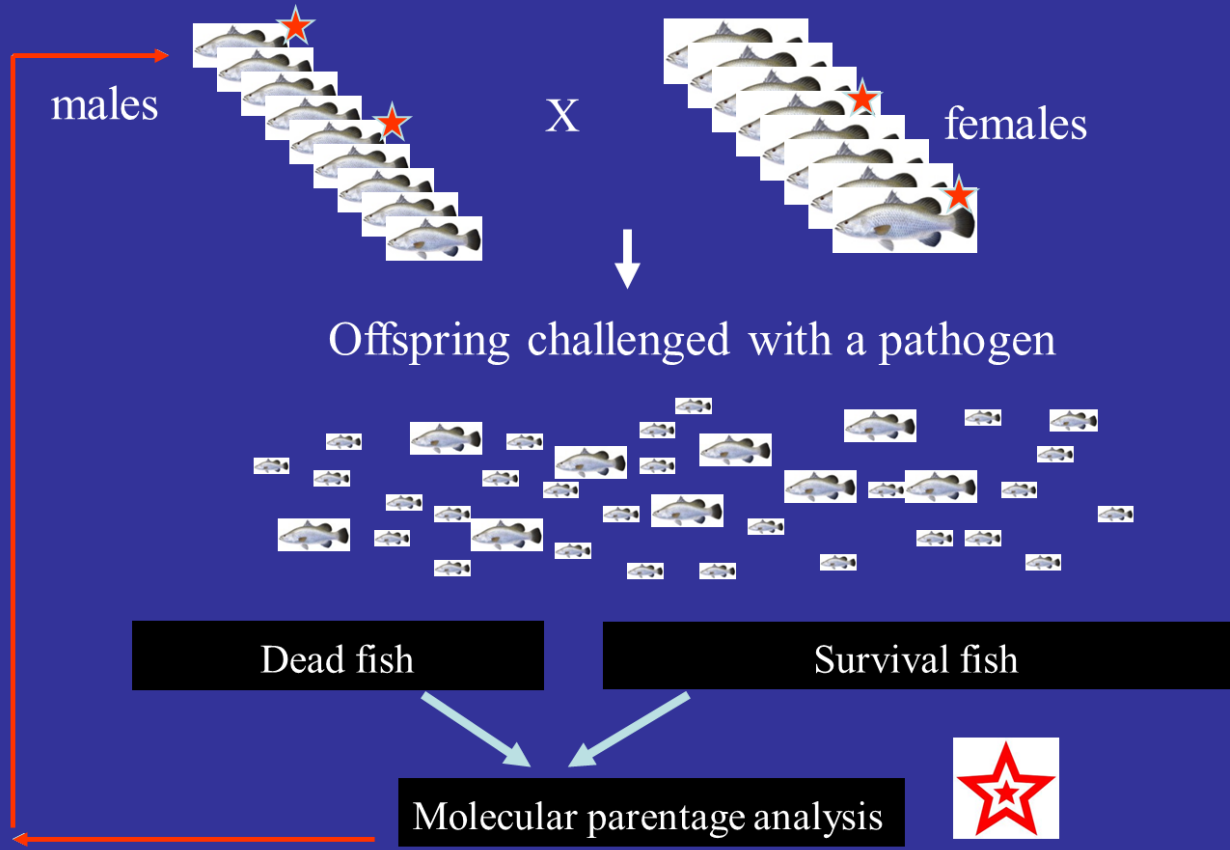 males
X
females
Offspring challenged with a pathogen
Dead fish
Survival fish
Molecular parentage analysis